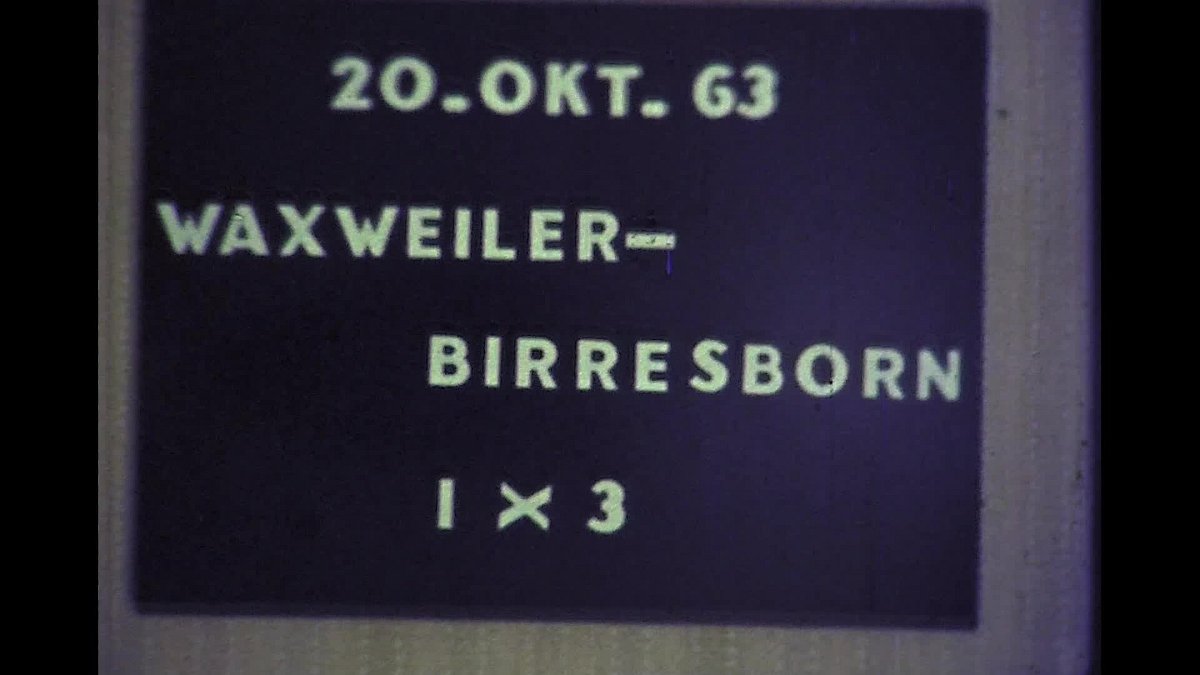 20.OKT. 63
WAXWEILER-
BIRRESBORN
1 x 3